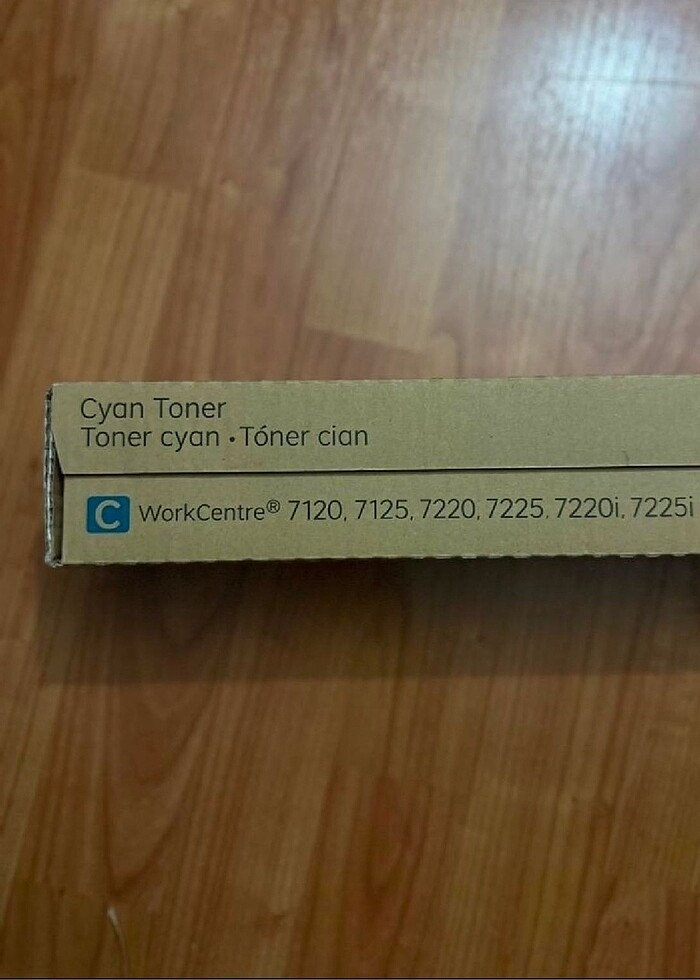 Cyan Toner
Toner cyan • Tóner cian
C WorkCentre® 7120, 7125, 7220, 7225, 7220i, 7225i